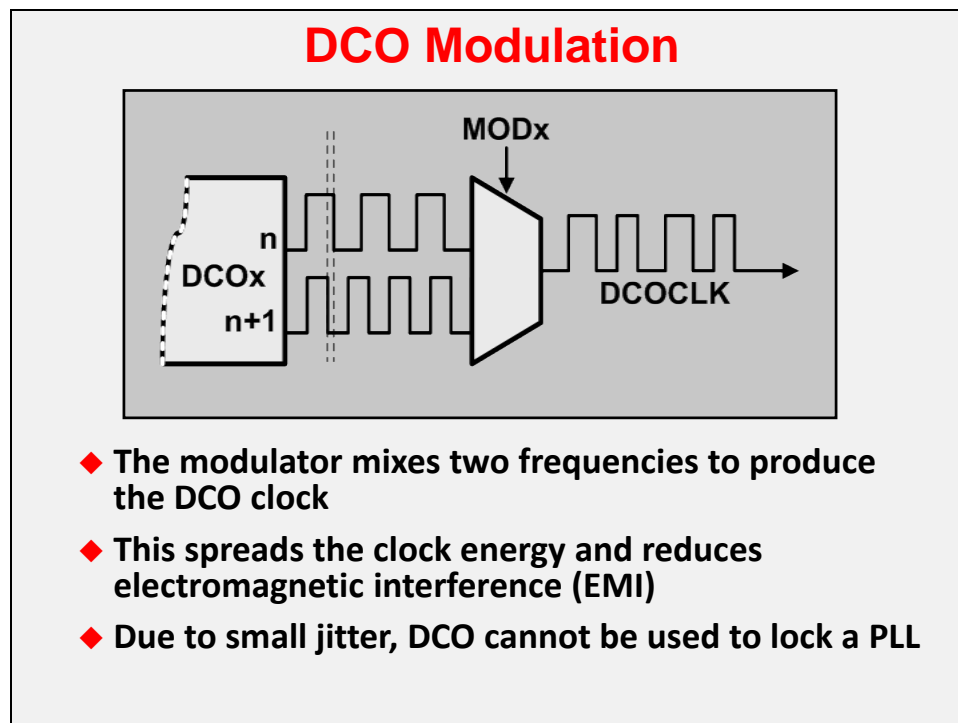 DCO Modulation
MODx
n
DCOx
n+1
DCOCLK
The modulator mixes two frequencies to produce
the DCO clock
This spreads the clock energy and reduces
electromagnetic interference (EMI)
Due to small jitter, DCO cannot be used to lock a PLL